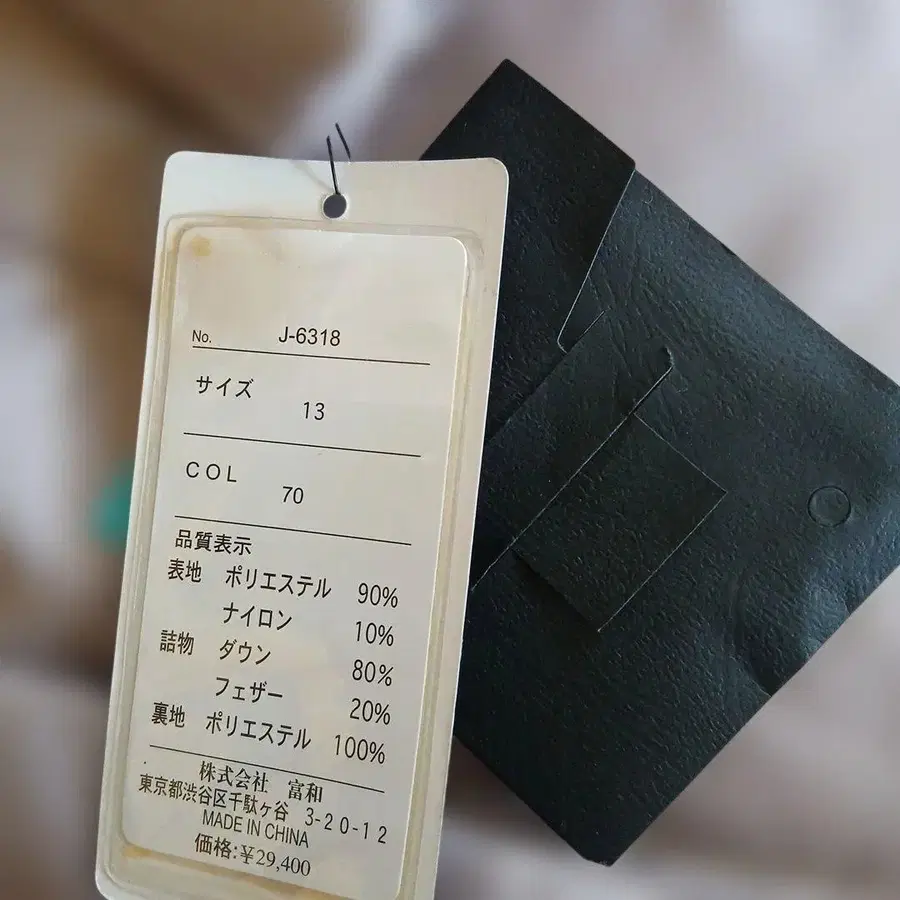 No. J-6318
サイズ
13
COL
70
品質表示
表地 ポリエステル 90%
ナイロン 10%
詰物 ダウン 80%
フェザー 20%
裏地 ポリエステル 100%
株式会社 富和
東京都渋谷区千駄ヶ谷 3-20-12
MADE IN CHINA
価格:¥29,400